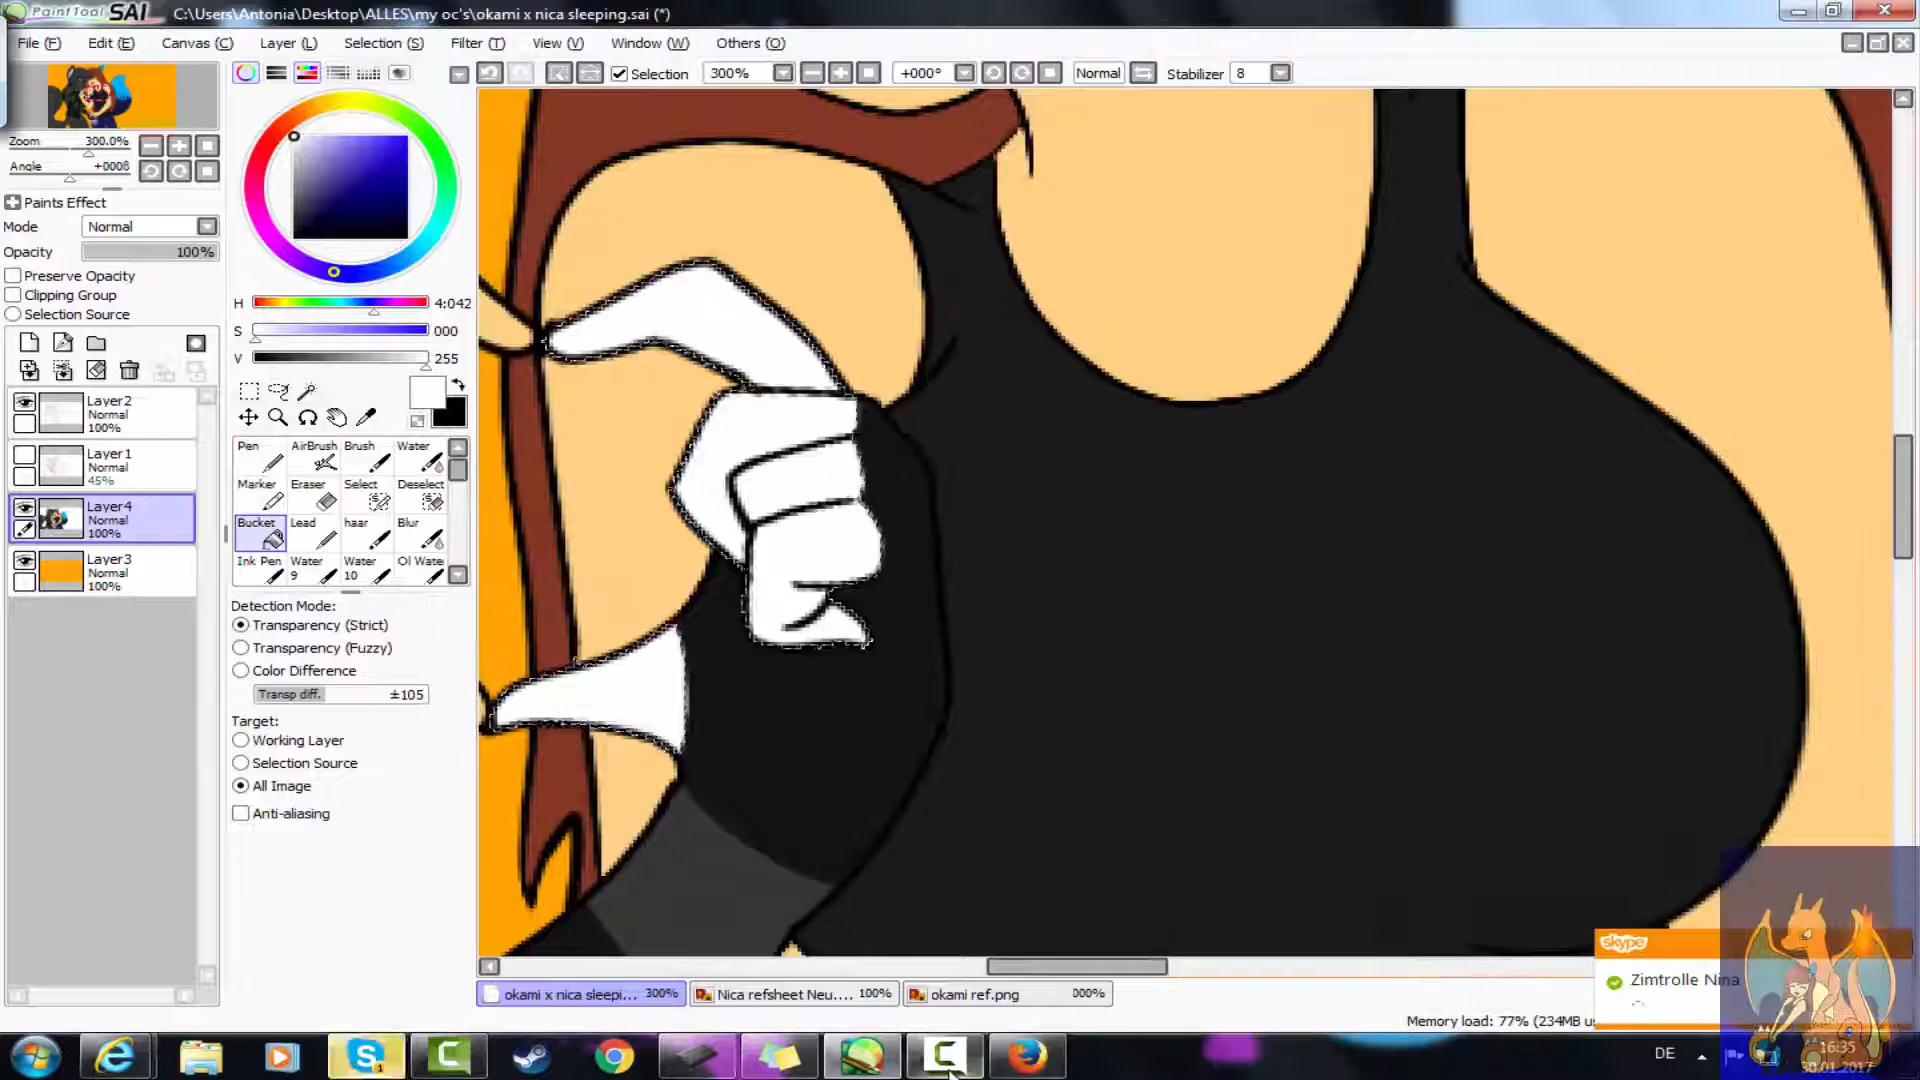 PaintTool SAI C:\Users\Antonia\Desktop\ALLES\my oc's\okami x nica sleeping.sai (*)
File (F) Edit (E) Canvas (C) Layer (L) Selection (S) Filter (T) View (V) Window (W) Others (O)
Selection 300% +000° Normal Stabilizer 8
Zoom 300.0%
Angle +000ß
Paints Effect
Mode Normal
Opacity 100%
Preserve Opacity
Clipping Group
Selection Source
H 4:042
S 000
V 255
Layer2
Normal
100%
Layer1
Normal
45%
Layer4
Normal
100%
Layer3
Normal
100%
Pen AirBrush Brush Water
Marker Eraser Select Deselect
Bucket Lead haar Blur
Ink Pen Water Water Ol Wate
9 10
Detection Mode:
Transparency (Strict)
Transparency (Fuzzy)
Color Difference
Transp diff. ±105
Target:
Working Layer
Selection Source
All Image
Anti-aliasing
okami x nica sleepi... 300% Nica refsheet Neu.... 100% okami ref.png 000%
Memory load: 77% (234MB us
skype
Zimtrolle Nina
DE
16:35
30.01.2017